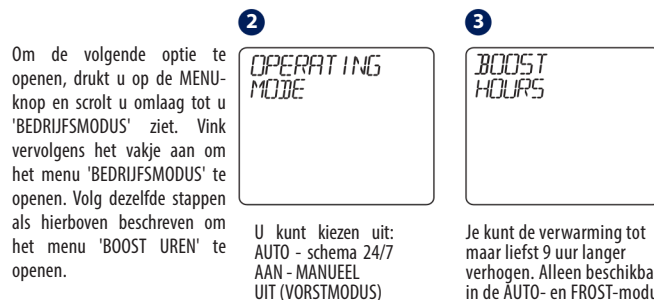 2
3
Om de volgende optie te
openen, drukt u op de MENU-
knop en scrolt u omlaag tot u
'BEDRIJFSMODUS' ziet. Vink
vervolgens het vakje aan om
het menu 'BEDRIJFSMODUS' te
openen. Volg dezelfde stappen
als hierboven beschreven om
het menu 'BOOST UREN' te
openen.
OPERATING
MODE
U kunt kiezen uit:
AUTO - schema 24/7
AAN - MANUEEL
UIT (VORSTMODUS)
BOOST
HOURS
Je kunt de verwarming tot
maar liefst 9 uur langer
verhogen. Alleen
in de AUTO- en FROST-